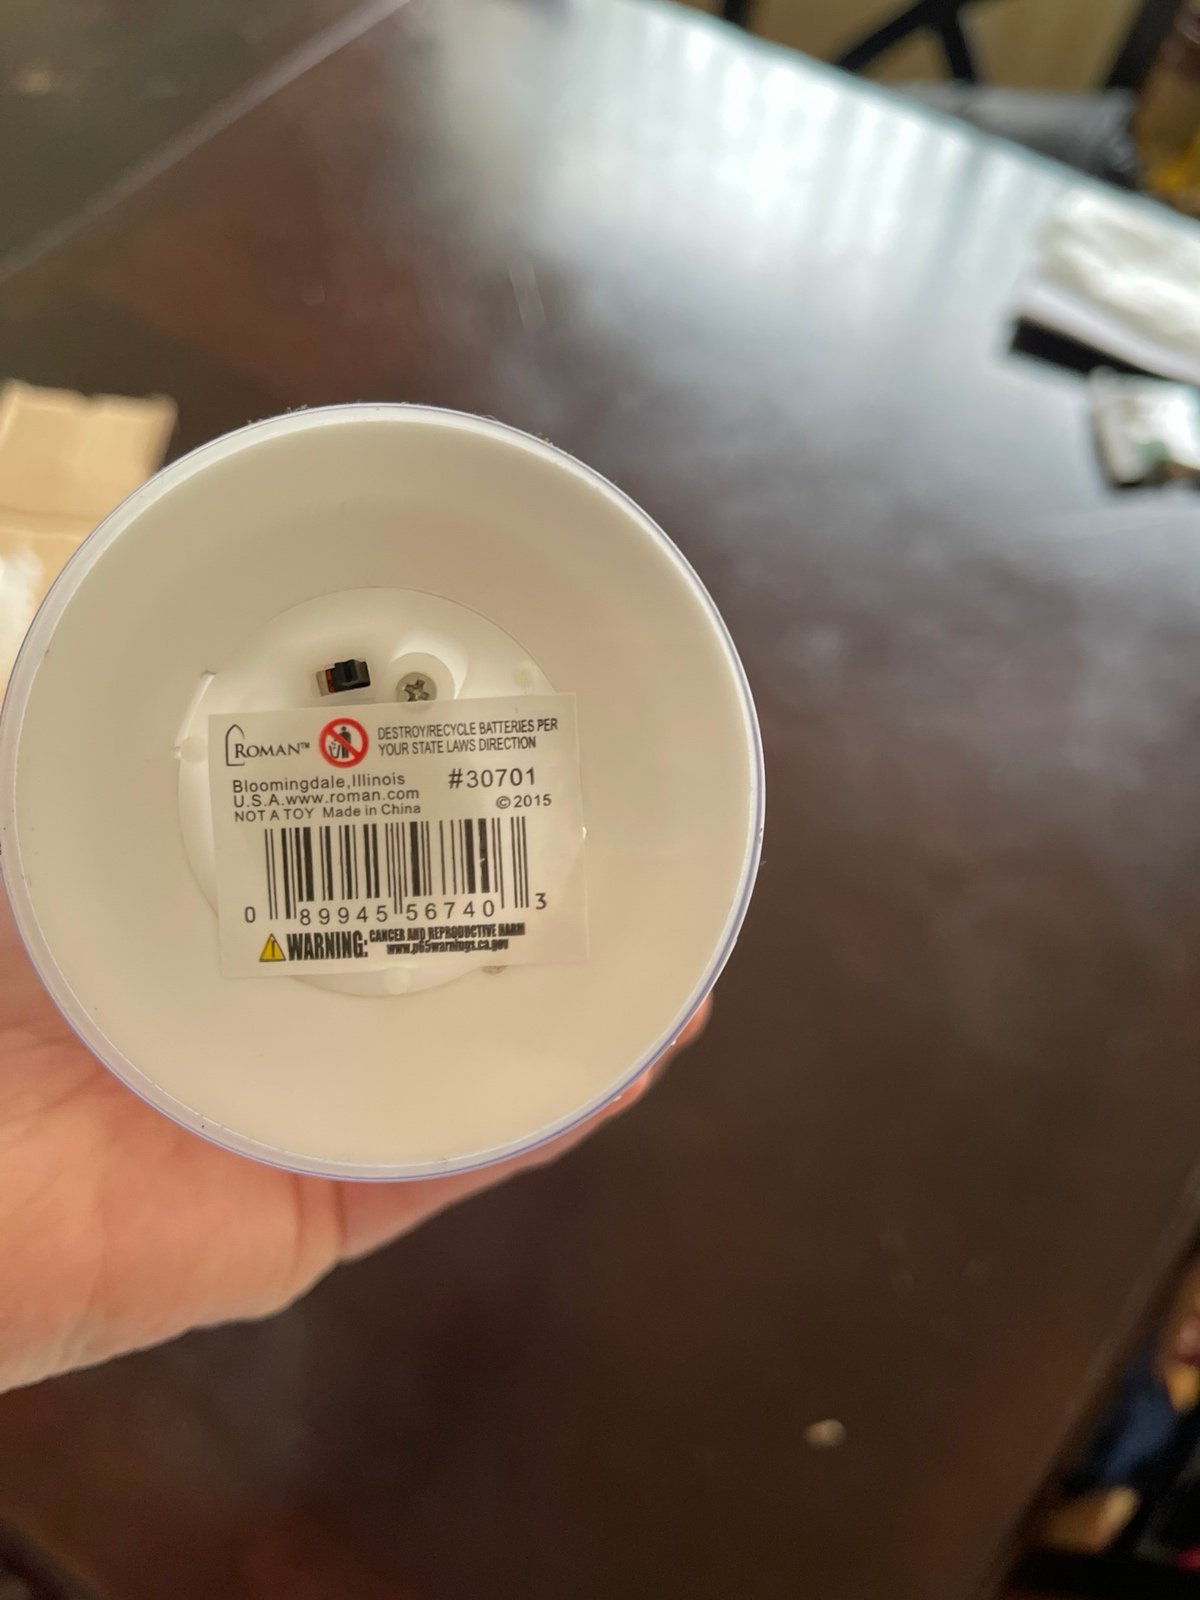 ROMAN™
DESTROY/RECYCLE BATTERIES PER
YOUR STATE LAWS DIRECTION
Bloomingdale,Illinois
#30701
U.S.A.www.roman.com
©2015
NOT A TOY Made in China
0 89945 56740 3
WARNING: CANCER AND REPRODUCTIVE HARM
www.p65warnings.ca.gov